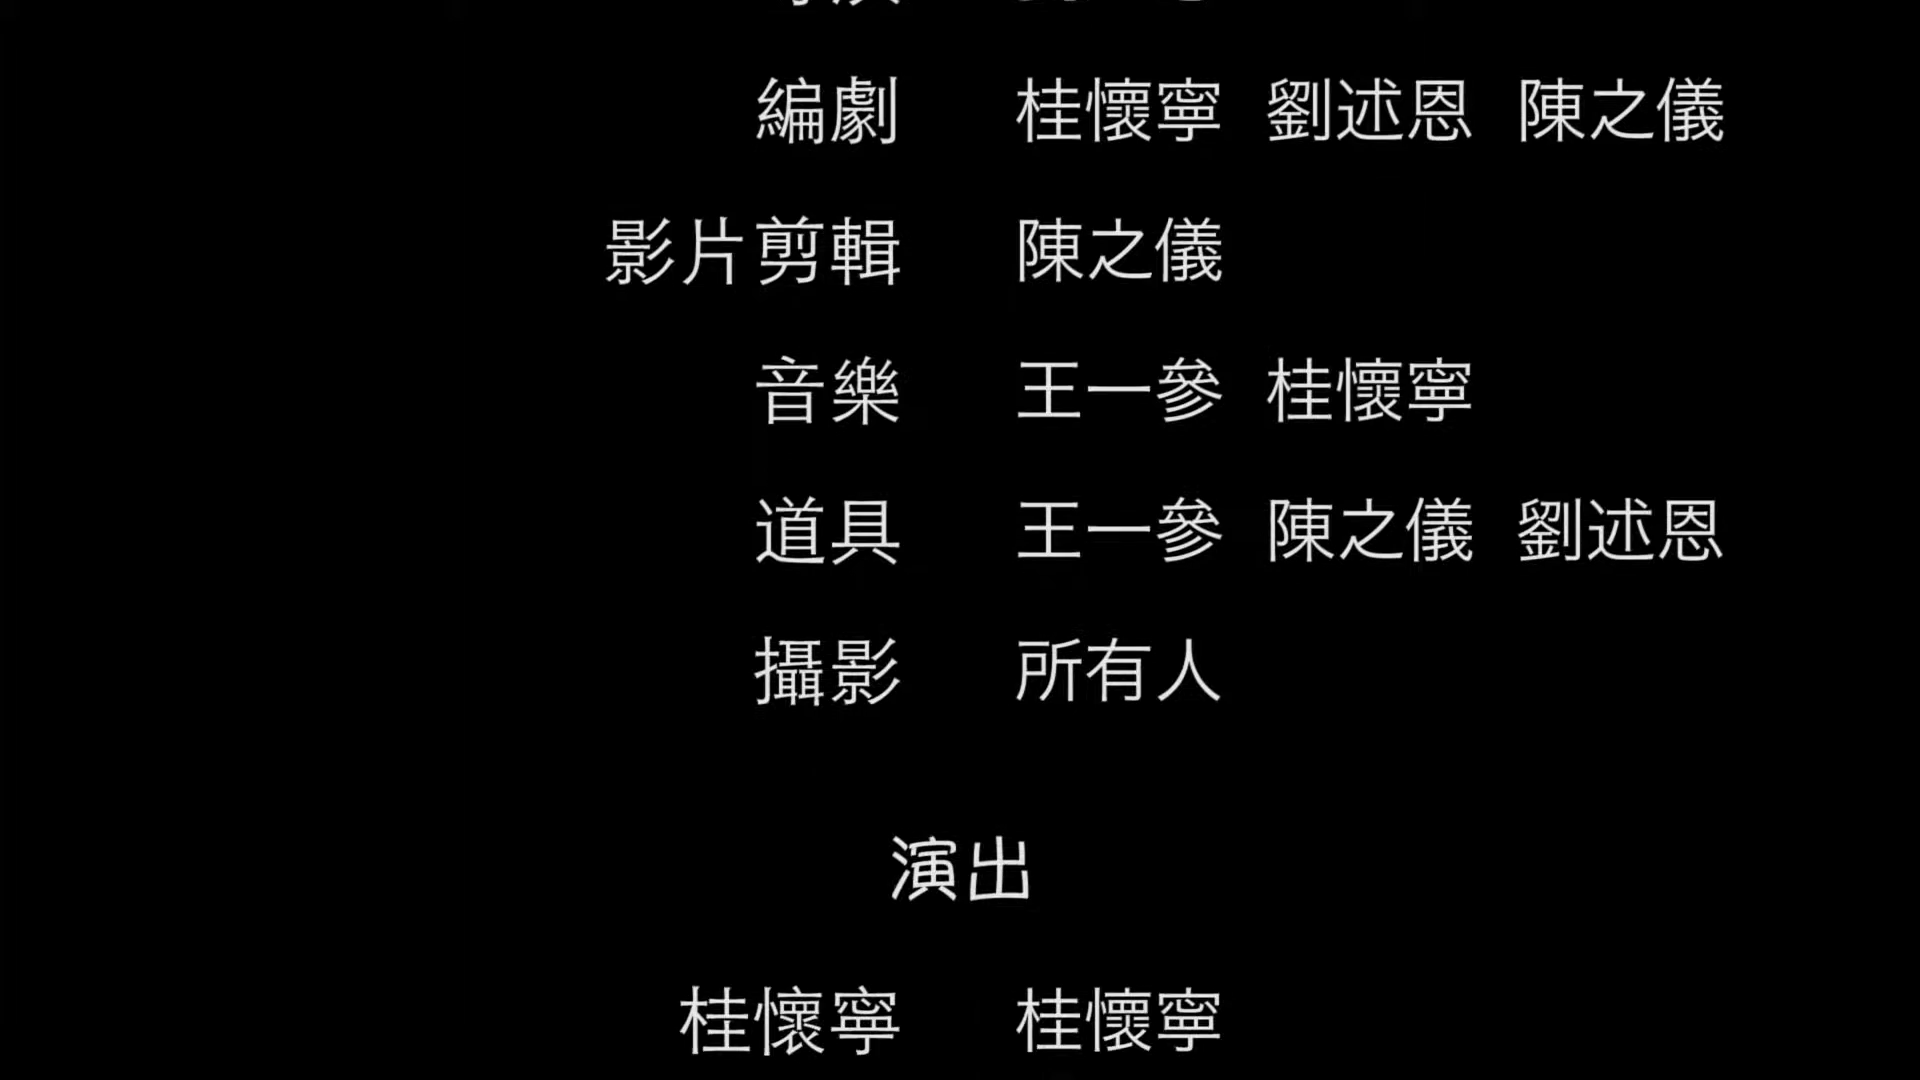 編劇 桂懷寧 劉述恩 陳之儀
影片剪輯 陳之儀
音樂 王一參 桂懷寧
道具 王一參 陳之儀 劉述恩
攝影 所有人
演出
桂懷寧 桂懷寧